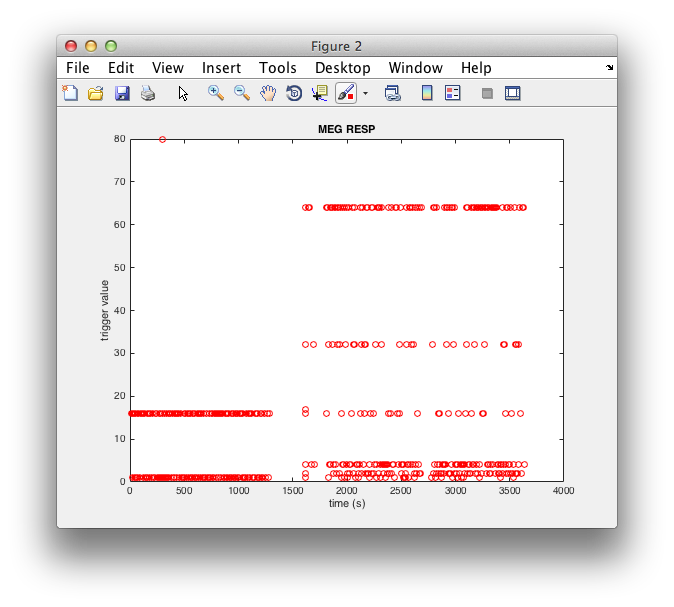 Figure 2
File Edit View Insert Tools Desktop Window Help
MEG RESP
80
70
60
50
40
30
20
10
0
trigger value
0 500 1000 1500 2000 2500 3000 3500 4000
time (s)